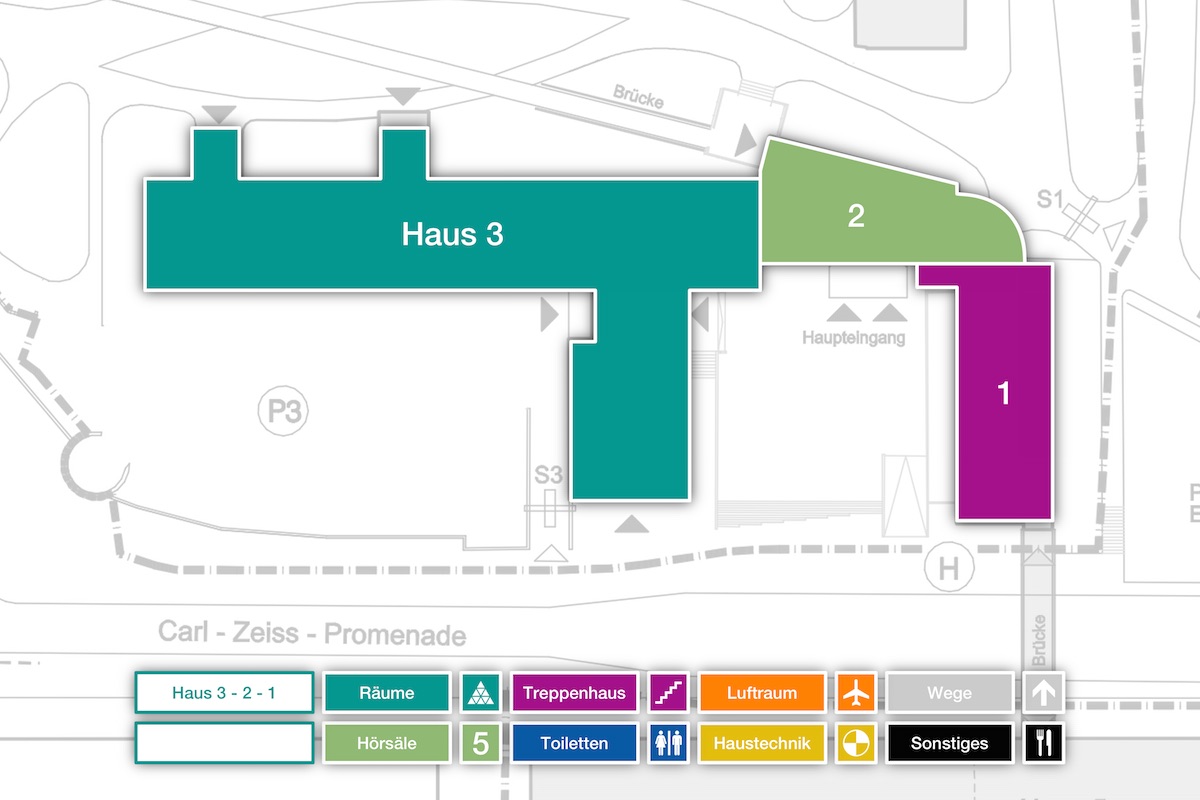 Brücke
S1
Haus 3
2
Haupteingang
1
P3
S3
H
Brücke
Carl - Zeiss - Promenade
Haus 3 - 2 - 1
Räume
Treppenhaus
Luftraum
Wege
Hörsäle
5
Toiletten
Haustechnik
Sonstiges